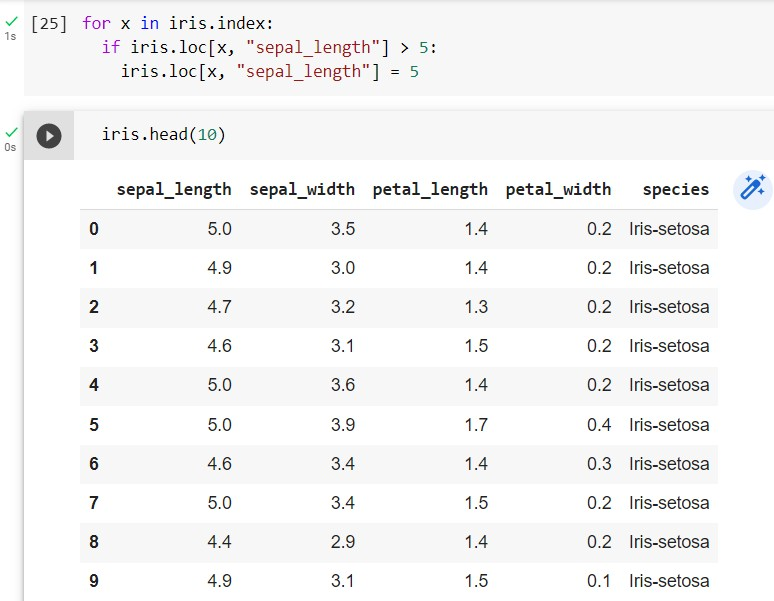 [25] for x in iris.index:
if iris.loc[x, "sepal_length"] > 5:
iris.loc[x, "sepal_length"] = 5
1s
iris.head(10)
0s
sepal_length sepal_width petal_length petal_width species
0 5.0 3.5 1.4 0.2 Iris-setosa
1 4.9 3.0 1.4 0.2 Iris-setosa
2 4.7 3.2 1.3 0.2 Iris-setosa
3 4.6 3.1 1.5 0.2 Iris-setosa
4 5.0 3.6 1.4 0.2 Iris-setosa
5 5.0 3.9 1.7 0.4 Iris-setosa
6 4.6 3.4 1.4 0.3 Iris-setosa
7 5.0 3.4 1.5 0.2 Iris-setosa
8 4.4 2.9 1.4 0.2 Iris-setosa
9 4.9 3.1 1.5 0.1 Iris-setosa